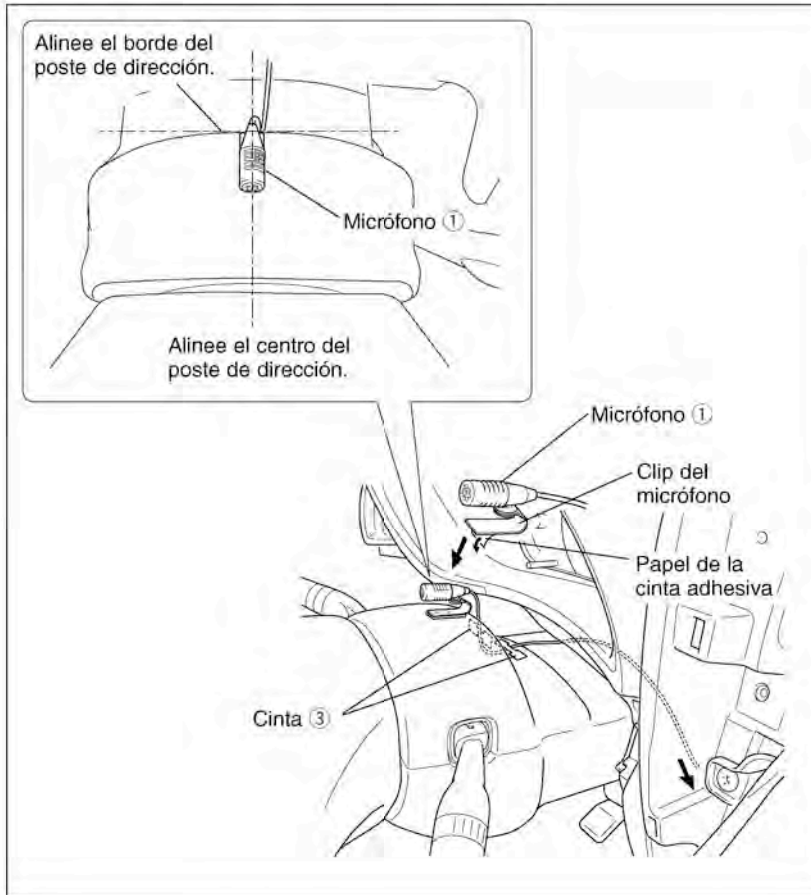 Alinee el borde del
poste de dirección.
Micrófono ①
Alinee el centro del
poste de dirección.
Micrófono ①
Clip del
micrófono
Papel de la
cinta adhesiva
Cinta ③